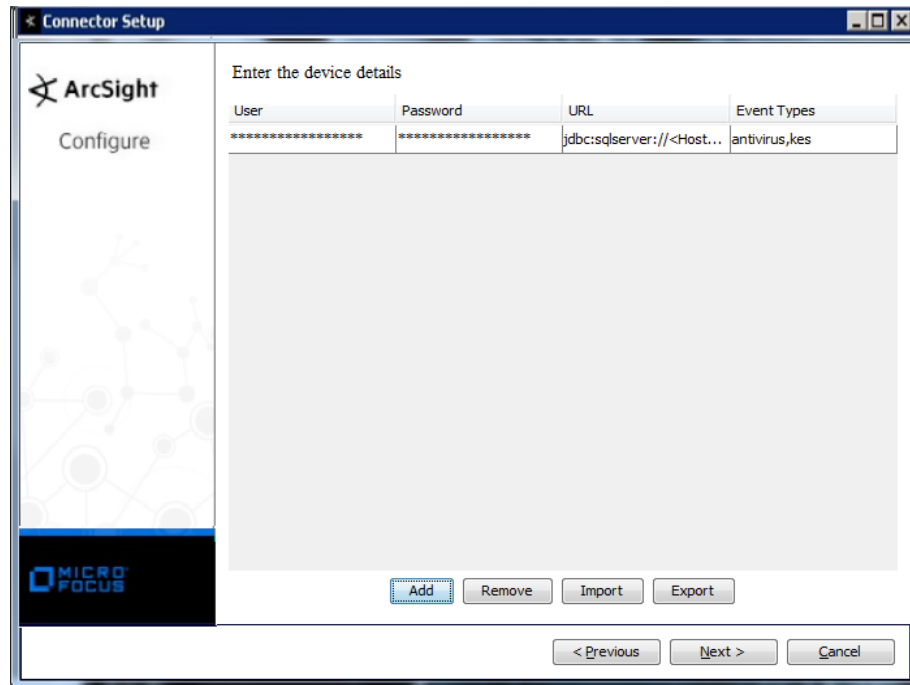 Connector Setup
ArcSight
Configure
Enter the device details
User Password URL Event Types
***************** ***************** jdbc:sqlserver://<Host... antivirus,kes
Add Remove Import Export
MICRO
FOCUS
< Previous Next > Cancel